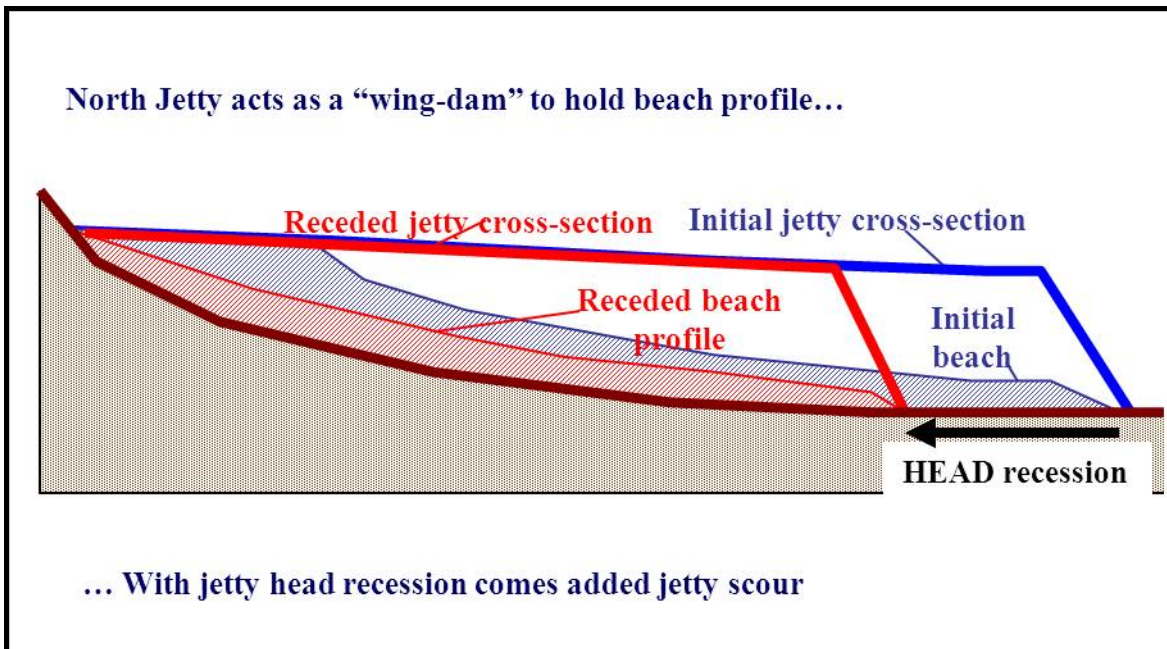 North Jetty acts as a “wing-dam” to hold beach profile…
Receded jetty cross-section
Initial jetty cross-section
Receded beach
profile
Initial
beach
HEAD recession
… With jetty head recession comes added jetty scour